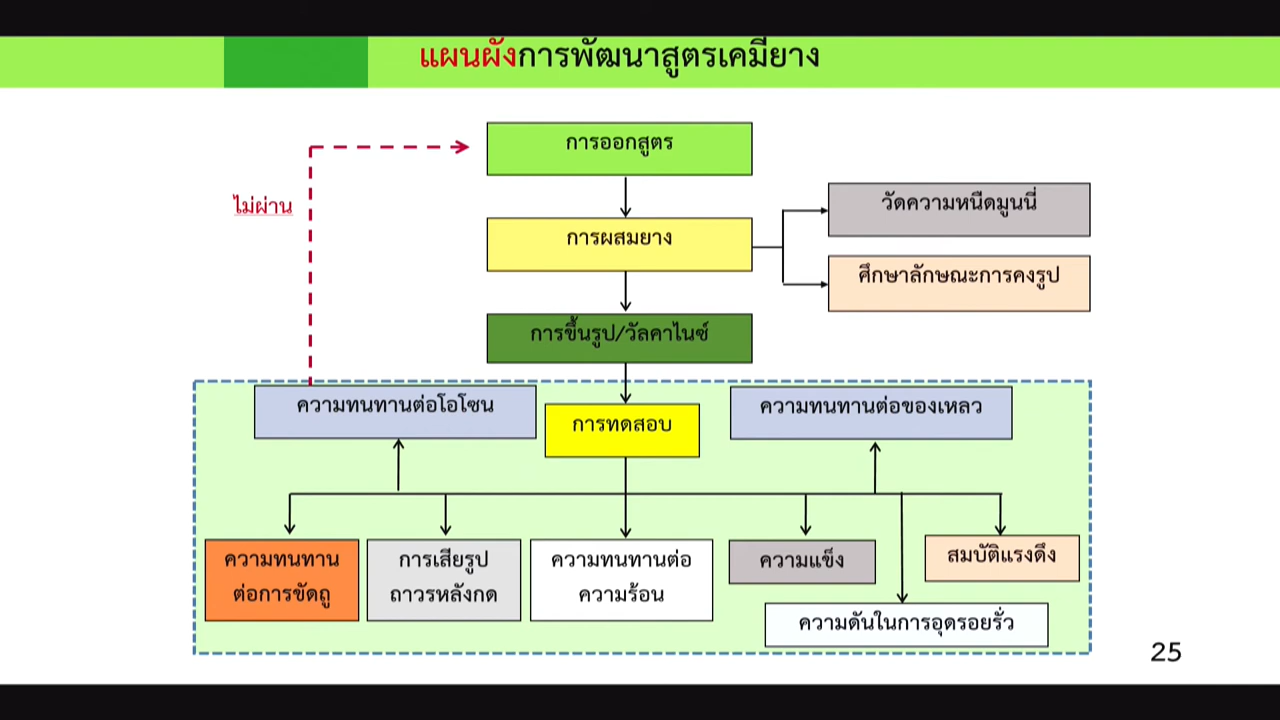 แผนผังการพัฒนาสูตรเคมียาง
การออกสูตร
ไม่ผ่าน
วัดความหนืดมูนนี่
การผสมยาง
ศึกษาลักษณะการคงรูป
การขึ้นรูป/วัลคาไนซ์
ความทนทานต่อโอโซน
การทดสอบ
ความทนทานต่อของเหลว
ความทนทาน
ต่อการขัดถู
การเสียรูป
ถาวรหลังกด
ความทนทานต่อ
ความร้อน
ความแข็ง
สมบัติแรงดึง
ความดันในการอุดรอยรั่ว
25